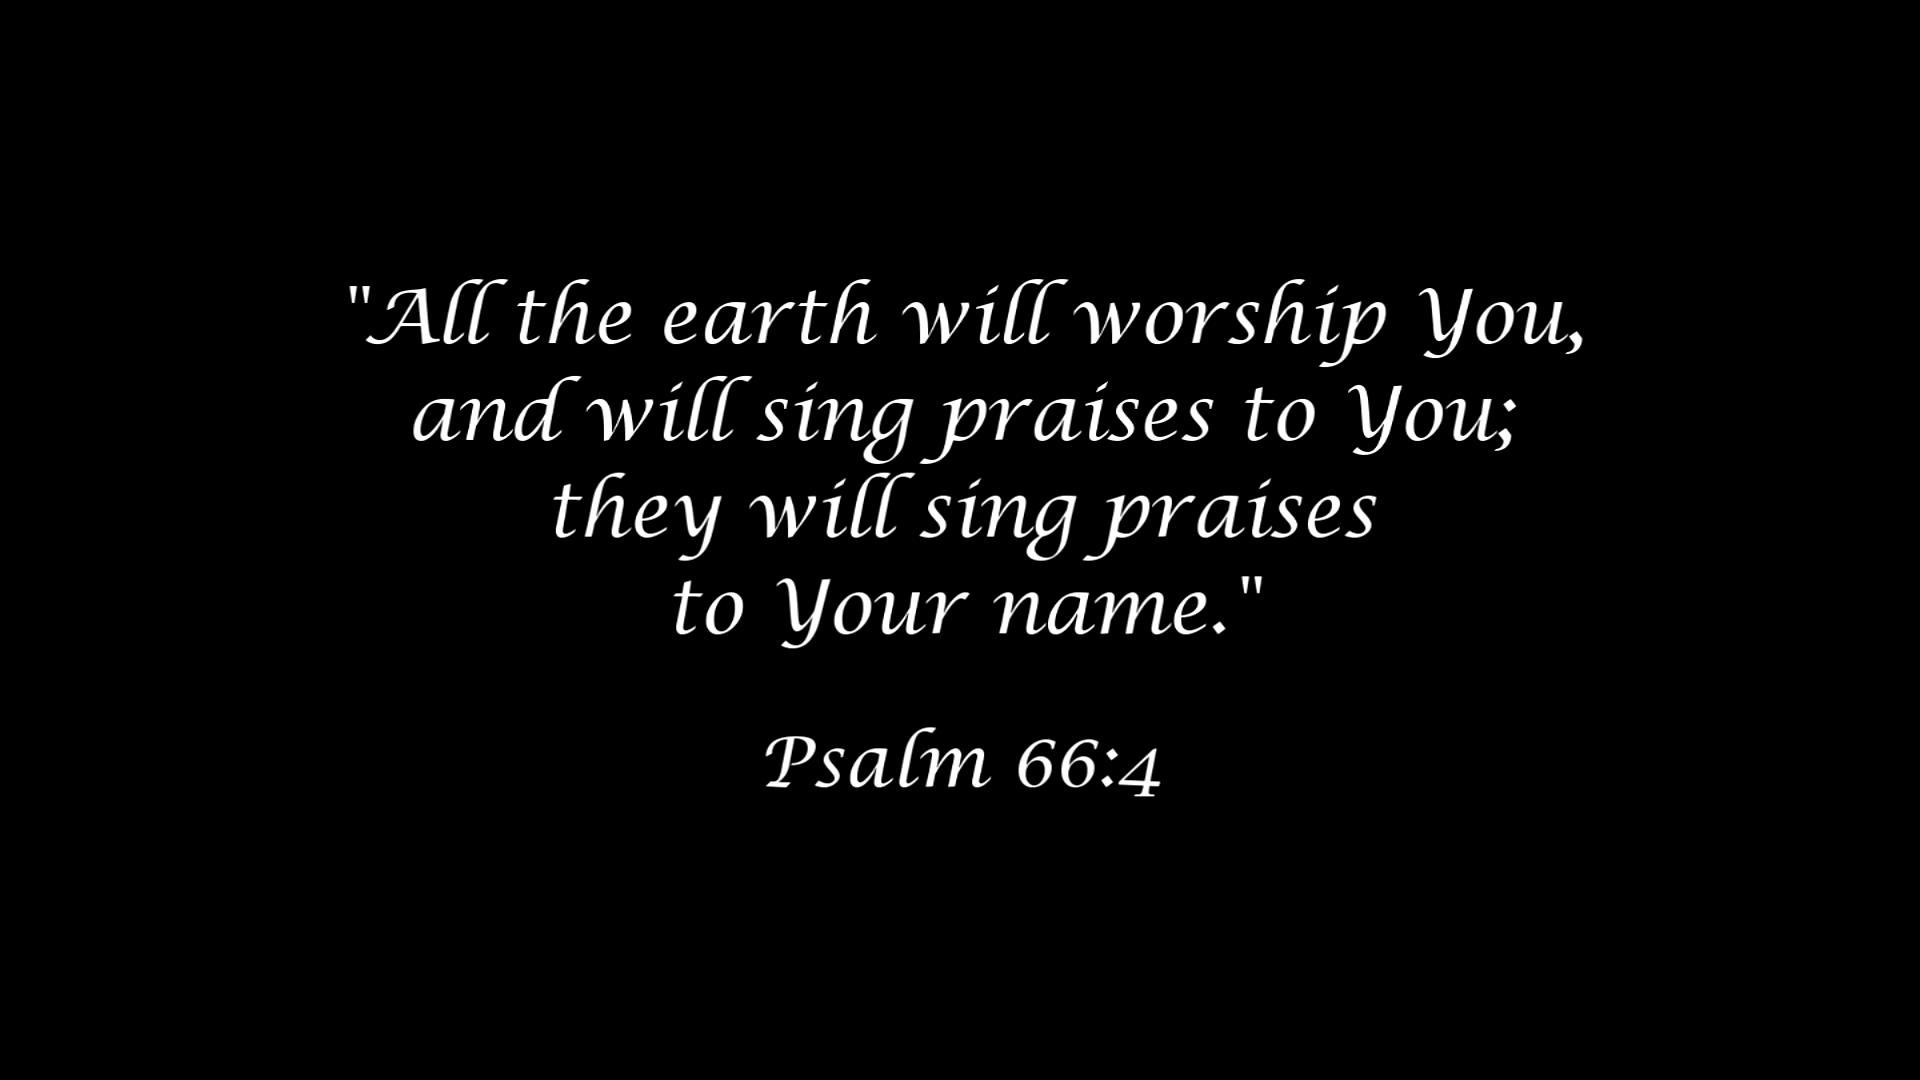 "All the earth will worship You,
and will sing praises to You;
they will sing praises
to Your name."
Psalm 66:4